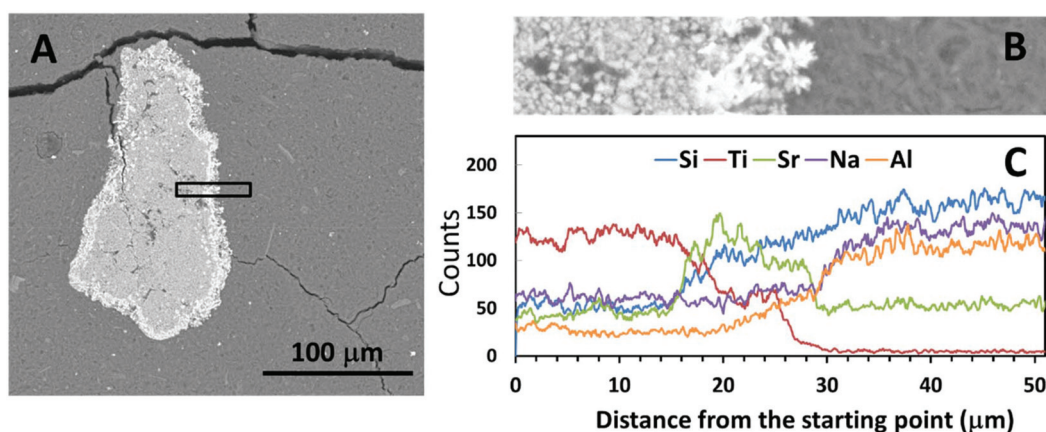 A
100 μm
B
Si Ti Sr Na Al
C
200
150
100
50
0
Counts
0 10 20 30 40 50
Distance from the starting point (μm)